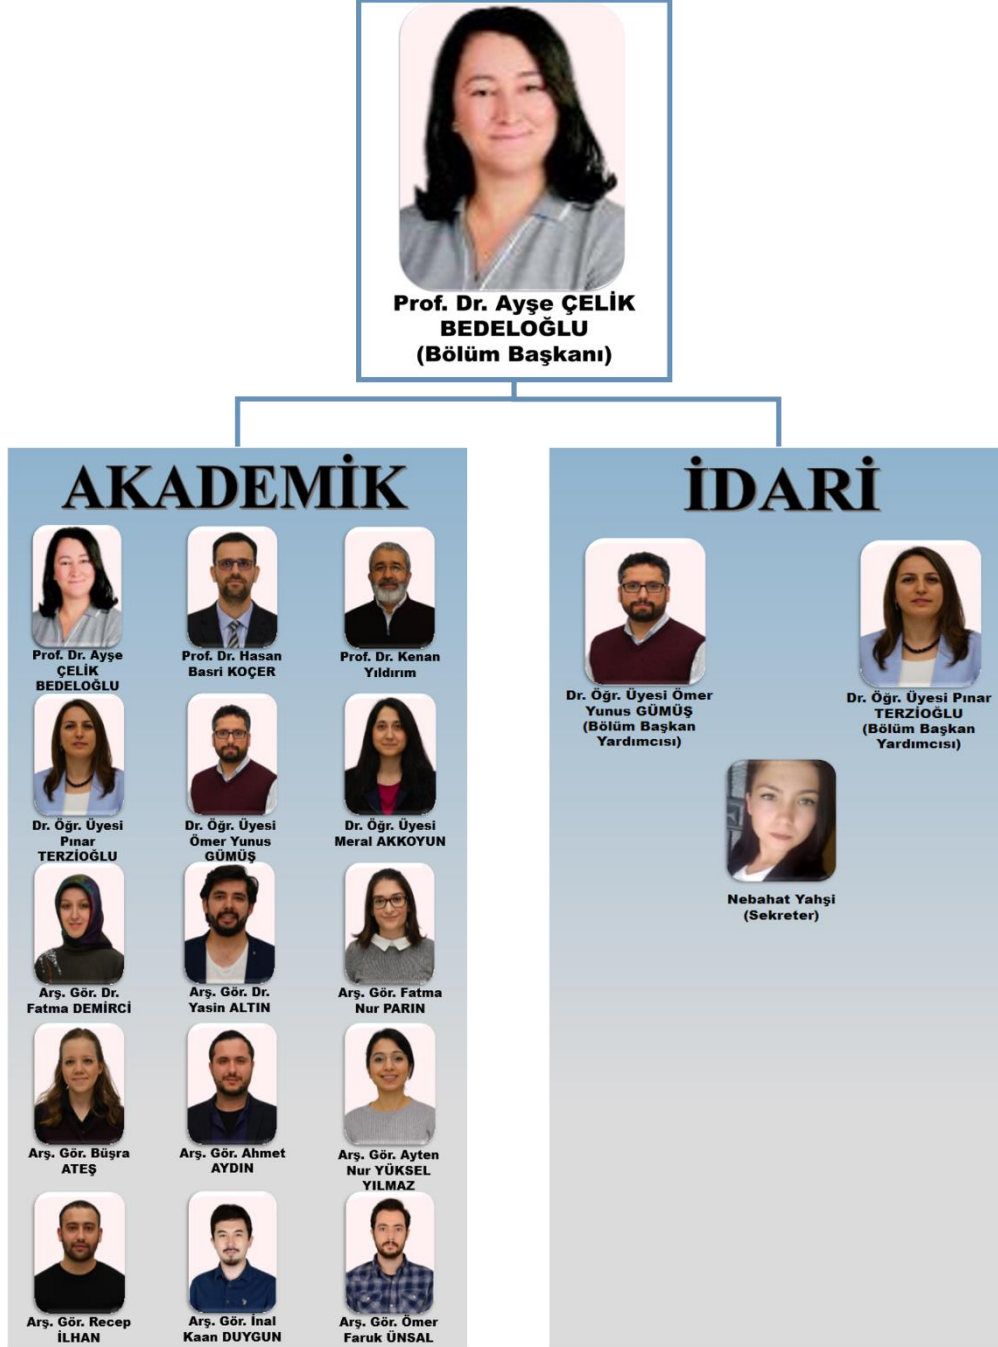 Prof. Dr. Ayşe ÇELİK
BEDELOĞLU
(Bölüm Başkanı)
AKADEMİK
Prof. Dr. Ayşe
ÇELİK
BEDELOĞLU
Prof. Dr. Hasan
Basri KOÇER
Prof. Dr. Kenan
Yıldırım
Dr. Öğr. Üyesi
Pınar
TERZİOĞLU
Dr. Öğr. Üyesi
Ömer Yunus
GÜMÜŞ
Dr. Öğr. Üyesi
Meral AKKOYUN
Arş. Gör. Dr.
Fatma DEMİRCİ
Arş. Gör. Dr.
Yasin ALTIN
Arş. Gör. Fatma
Nur PARIN
Arş. Gör. Büşra
ATEŞ
Arş. Gör. Ahmet
AYDIN
Arş. Gör. Ayten
Nur YÜKSEL
YILMAZ
Arş. Gör. Recep
İLHAN
Arş. Gör. İnal
Kaan DUYGUN
Arş. Gör. Ömer
Faruk ÜNSAL
İDARİ
Dr. Öğr. Üyesi Ömer
Yunus GÜMÜŞ
(Bölüm Başkan
Yardımcısı)
Dr. Öğr. Üyesi Pınar
TERZİOĞLU
(Bölüm Başkan
Yardımcısı)
Nebahat Yahşi
(Sekreter)